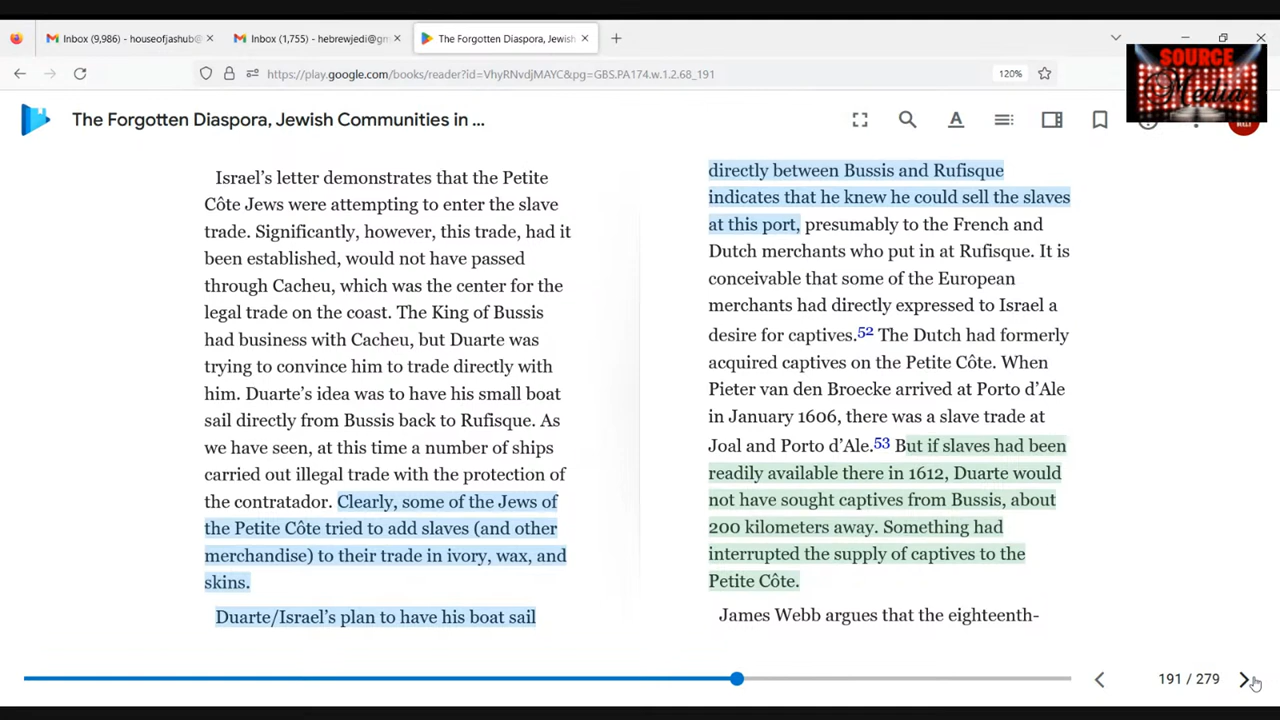 Inbox (9,986) - houseofjashub@
Inbox (1,755) - hebrewjedi@gm
The Forgotten Diaspora, Jewish
https://play.google.com/books/reader?id=VhyRNvdjMAYC&pg=GBS.PA174.w.1.2.68_191
120%
SOURCE
Media
The Forgotten Diaspora, Jewish Communities in ...
Israel's letter demonstrates that the Petite
Côte Jews were attempting to enter the slave
trade. Significantly, however, this trade, had it
been established, would not have passed
through Cacheu, which was the center for the
legal trade on the coast. The King of Bussis
had business with Cacheu, but Duarte was
trying to convince him to trade directly with
him. Duarte's idea was to have his small boat
sail directly from Bussis back to Rufisque. As
we have seen, at this time a number of ships
carried out illegal trade with the protection of
the contratador. Clearly, some of the Jews of
the Petite Côte tried to add slaves (and other
merchandise) to their trade in ivory, wax, and
skins.
Duarte/Israel's plan to have his boat sail
directly between Bussis and Rufisque
indicates that he knew he could sell the slaves
at this port, presumably to the French and
Dutch merchants who put in at Rufisque. It is
conceivable that some of the European
merchants had directly expressed to Israel a
desire for captives.52 The Dutch had formerly
acquired captives on the Petite Côte. When
Pieter van den Broecke arrived at Porto d'Ale
in January 1606, there was a slave trade at
Joal and Porto d'Ale.53 But if slaves had been
readily available there in 1612, Duarte would
not have sought captives from Bussis, about
200 kilometers away. Something had
interrupted the supply of captives to the
Petite Côte.
James Webb argues that the eighteenth-
191 / 279